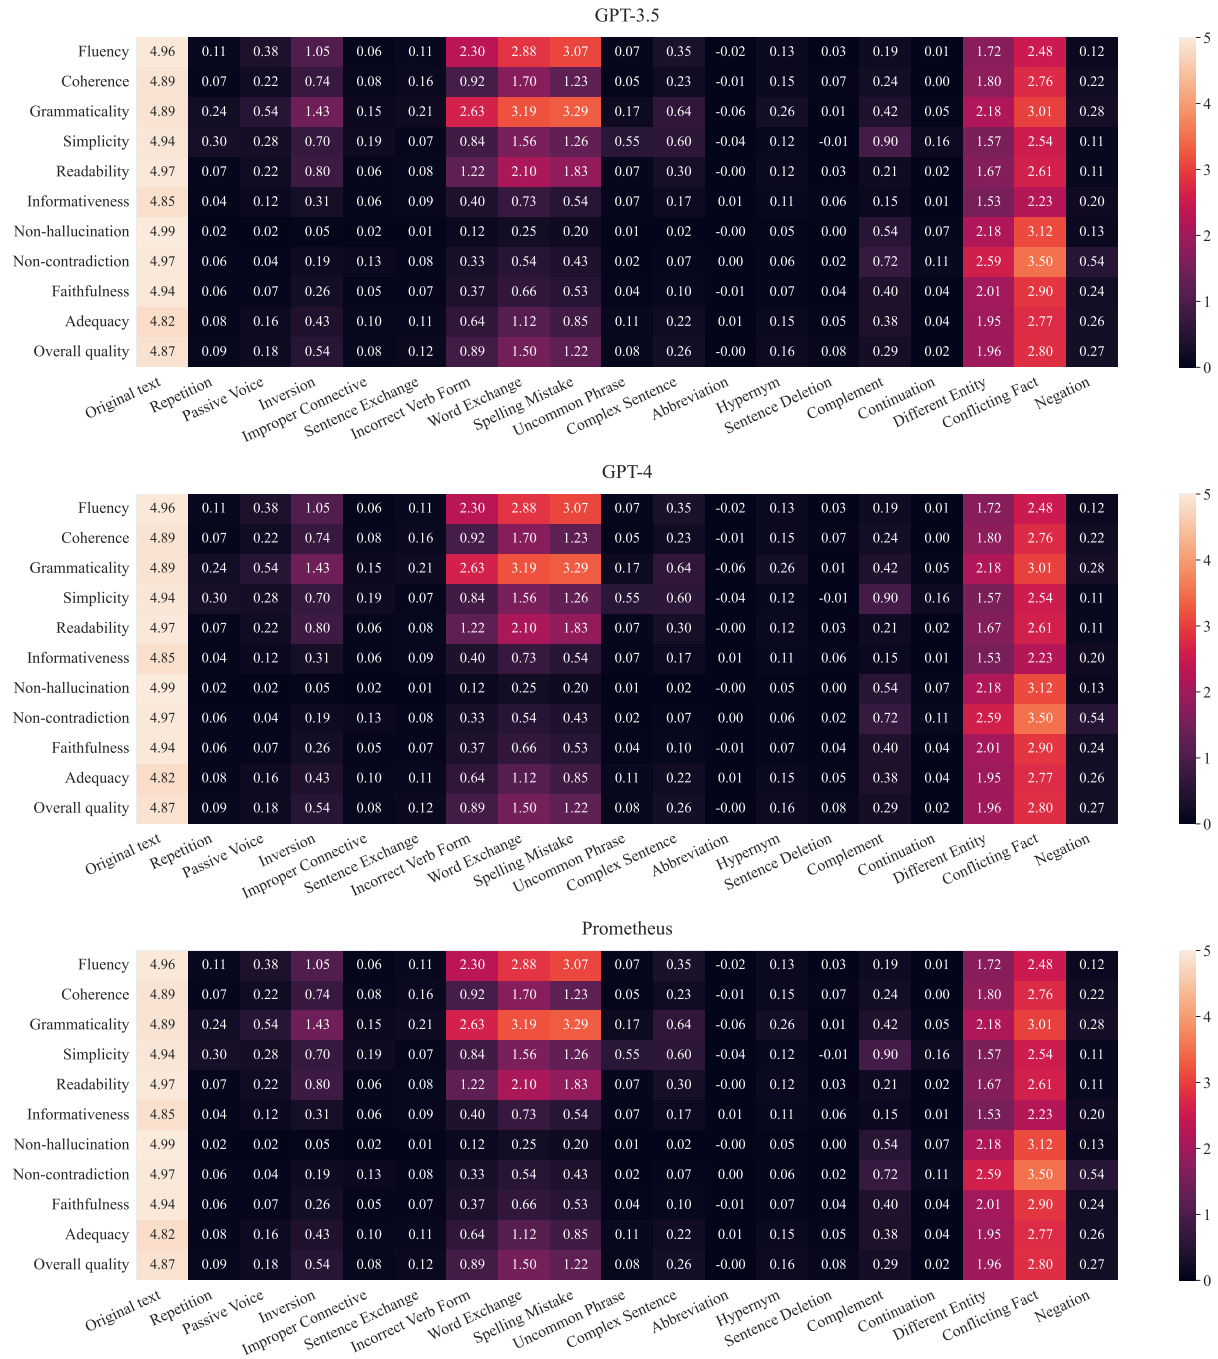 GPT-3.5
Fluency 4.96 0.11 0.38 1.05 0.06 0.11 2.30 2.88 3.07 0.07 0.35 -0.02 0.13 0.03 0.19 0.01 1.72 2.48 0.12
Coherence 4.89 0.07 0.22 0.74 0.08 0.16 0.92 1.70 1.23 0.05 0.23 -0.01 0.15 0.07 0.24 0.00 1.80 2.76 0.22
Grammaticality 4.89 0.24 0.54 1.43 0.15 0.21 2.63 3.19 3.29 0.17 0.64 -0.06 0.26 0.01 0.42 0.05 2.18 3.01 0.28
Simplicity 4.94 0.30 0.28 0.70 0.19 0.07 0.84 1.56 1.26 0.55 0.60 -0.04 0.12 -0.01 0.90 0.16 1.57 2.54 0.11
Readability 4.97 0.07 0.22 0.80 0.06 0.08 1.22 2.10 1.83 0.07 0.30 -0.00 0.12 0.03 0.21 0.02 1.67 2.61 0.11
Informativeness 4.85 0.04 0.12 0.31 0.06 0.09 0.40 0.73 0.54 0.07 0.17 0.01 0.11 0.06 0.15 0.01 1.53 2.23 0.20
Non-hallucination 4.99 0.02 0.02 0.05 0.02 0.01 0.12 0.25 0.20 0.01 0.02 -0.00 0.05 0.00 0.54 0.07 2.18 3.12 0.13
Non-contradiction 4.97 0.06 0.04 0.19 0.13 0.08 0.33 0.54 0.43 0.02 0.07 0.00 0.06 0.02 0.72 0.11 2.59 3.50 0.54
Faithfulness 4.94 0.06 0.07 0.26 0.05 0.07 0.37 0.66 0.53 0.04 0.10 -0.01 0.07 0.04 0.40 0.04 2.01 2.90 0.24
Adequacy 4.82 0.08 0.16 0.43 0.10 0.11 0.64 1.12 0.85 0.11 0.22 0.01 0.15 0.05 0.38 0.04 1.95 2.77 0.26
Overall quality 4.87 0.09 0.18 0.54 0.08 0.12 0.89 1.50 1.22 0.08 0.26 -0.00 0.16 0.08 0.29 0.02 1.96 2.80 0.27
Original text Repetition Passive Voice Inversion Improper Connective Sentence Exchange Incorrect Verb Form Word Exchange Spelling Mistake Uncommon Phrase Complex Sentence Abbreviation Hypernym Sentence Deletion Complement Continuation Different Entity Conflicting Fact Negation
5
4
3
2
1
0
GPT-4
Fluency 4.96 0.11 0.38 1.05 0.06 0.11 2.30 2.88 3.07 0.07 0.35 -0.02 0.13 0.03 0.19 0.01 1.72 2.48 0.12
Coherence 4.89 0.07 0.22 0.74 0.08 0.16 0.92 1.70 1.23 0.05 0.23 -0.01 0.15 0.07 0.24 0.00 1.80 2.76 0.22
Grammaticality 4.89 0.24 0.54 1.43 0.15 0.21 2.63 3.19 3.29 0.17 0.64 -0.06 0.26 0.01 0.42 0.05 2.18 3.01 0.28
Simplicity 4.94 0.30 0.28 0.70 0.19 0.07 0.84 1.56 1.26 0.55 0.60 -0.04 0.12 -0.01 0.90 0.16 1.57 2.54 0.11
Readability 4.97 0.07 0.22 0.80 0.06 0.08 1.22 2.10 1.83 0.07 0.30 -0.00 0.12 0.03 0.21 0.02 1.67 2.61 0.11
Informativeness 4.85 0.04 0.12 0.31 0.06 0.09 0.40 0.73 0.54 0.07 0.17 0.01 0.11 0.06 0.15 0.01 1.53 2.23 0.20
Non-hallucination 4.99 0.02 0.02 0.05 0.02 0.01 0.12 0.25 0.20 0.01 0.02 -0.00 0.05 0.00 0.54 0.07 2.18 3.12 0.13
Non-contradiction 4.97 0.06 0.04 0.19 0.13 0.08 0.33 0.54 0.43 0.02 0.07 0.00 0.06 0.02 0.72 0.11 2.59 3.50 0.54
Faithfulness 4.94 0.06 0.07 0.26 0.05 0.07 0.37 0.66 0.53 0.04 0.10 -0.01 0.07 0.04 0.40 0.04 2.01 2.90 0.24
Adequacy 4.82 0.08 0.16 0.43 0.10 0.11 0.64 1.12 0.85 0.11 0.22 0.01 0.15 0.05 0.38 0.04 1.95 2.77 0.26
Overall quality 4.87 0.09 0.18 0.54 0.08 0.12 0.89 1.50 1.22 0.08 0.26 -0.00 0.16 0.08 0.29 0.02 1.96 2.80 0.27
Original text Repetition Passive Voice Inversion Improper Connective Sentence Exchange Incorrect Verb Form Word Exchange Spelling Mistake Uncommon Phrase Complex Sentence Abbreviation Hypernym Sentence Deletion Complement Continuation Different Entity Conflicting Fact Negation
5
4
3
2
1
0
Prometheus
Fluency 4.96 0.11 0.38 1.05 0.06 0.11 2.30 2.88 3.07 0.07 0.35 -0.02 0.13 0.03 0.19 0.01 1.72 2.48 0.12
Coherence 4.89 0.07 0.22 0.74 0.08 0.16 0.92 1.70 1.23 0.05 0.23 -0.01 0.15 0.07 0.24 0.00 1.80 2.76 0.22
Grammaticality 4.89 0.24 0.54 1.43 0.15 0.21 2.63 3.19 3.29 0.17 0.64 -0.06 0.26 0.01 0.42 0.05 2.18 3.01 0.28
Simplicity 4.94 0.30 0.28 0.70 0.19 0.07 0.84 1.56 1.26 0.55 0.60 -0.04 0.12 -0.01 0.90 0.16 1.57 2.54 0.11
Readability 4.97 0.07 0.22 0.80 0.06 0.08 1.22 2.10 1.83 0.07 0.30 -0.00 0.12 0.03 0.21 0.02 1.67 2.61 0.11
Informativeness 4.85 0.04 0.12 0.31 0.06 0.09 0.40 0.73 0.54 0.07 0.17 0.01 0.11 0.06 0.15 0.01 1.53 2.23 0.20
Non-hallucination 4.99 0.02 0.02 0.05 0.02 0.01 0.12 0.25 0.20 0.01 0.02 -0.00 0.05 0.00 0.54 0.07 2.18 3.12 0.13
Non-contradiction 4.97 0.06 0.04 0.19 0.13 0.08 0.33 0.54 0.43 0.02 0.07 0.00 0.06 0.02 0.72 0.11 2.59 3.50 0.54
Faithfulness 4.94 0.06 0.07 0.26 0.05 0.07 0.37 0.66 0.53 0.04 0.10 -0.01 0.07 0.04 0.40 0.04 2.01 2.90 0.24
Adequacy 4.82 0.08 0.16 0.43 0.10 0.11 0.64 1.12 0.85 0.11 0.22 0.01 0.15 0.05 0.38 0.04 1.95 2.77 0.26
Overall quality 4.87 0.09 0.18 0.54 0.08 0.12 0.89 1.50 1.22 0.08 0.26 -0.00 0.16 0.08 0.29 0.02 1.96 2.80 0.27
Original text Repetition Passive Voice Inversion Improper Connective Sentence Exchange Incorrect Verb Form Word Exchange Spelling Mistake Uncommon Phrase Complex Sentence Abbreviation Hypernym Sentence Deletion Complement Continuation Different Entity Conflicting Fact Negation
5
4
3
2
1
0